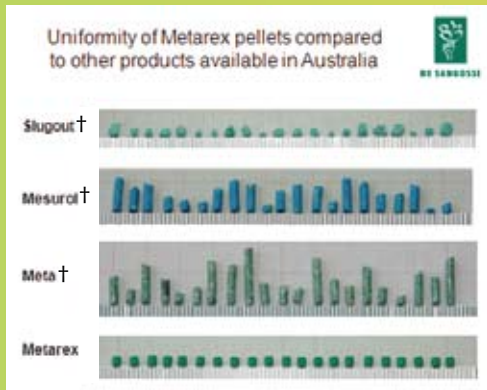 Uniformity of Metarex pellets compared
to other products available in Australia
DE SANGOSSE
Slugout†
Mesurol†
Meta†
Metarex